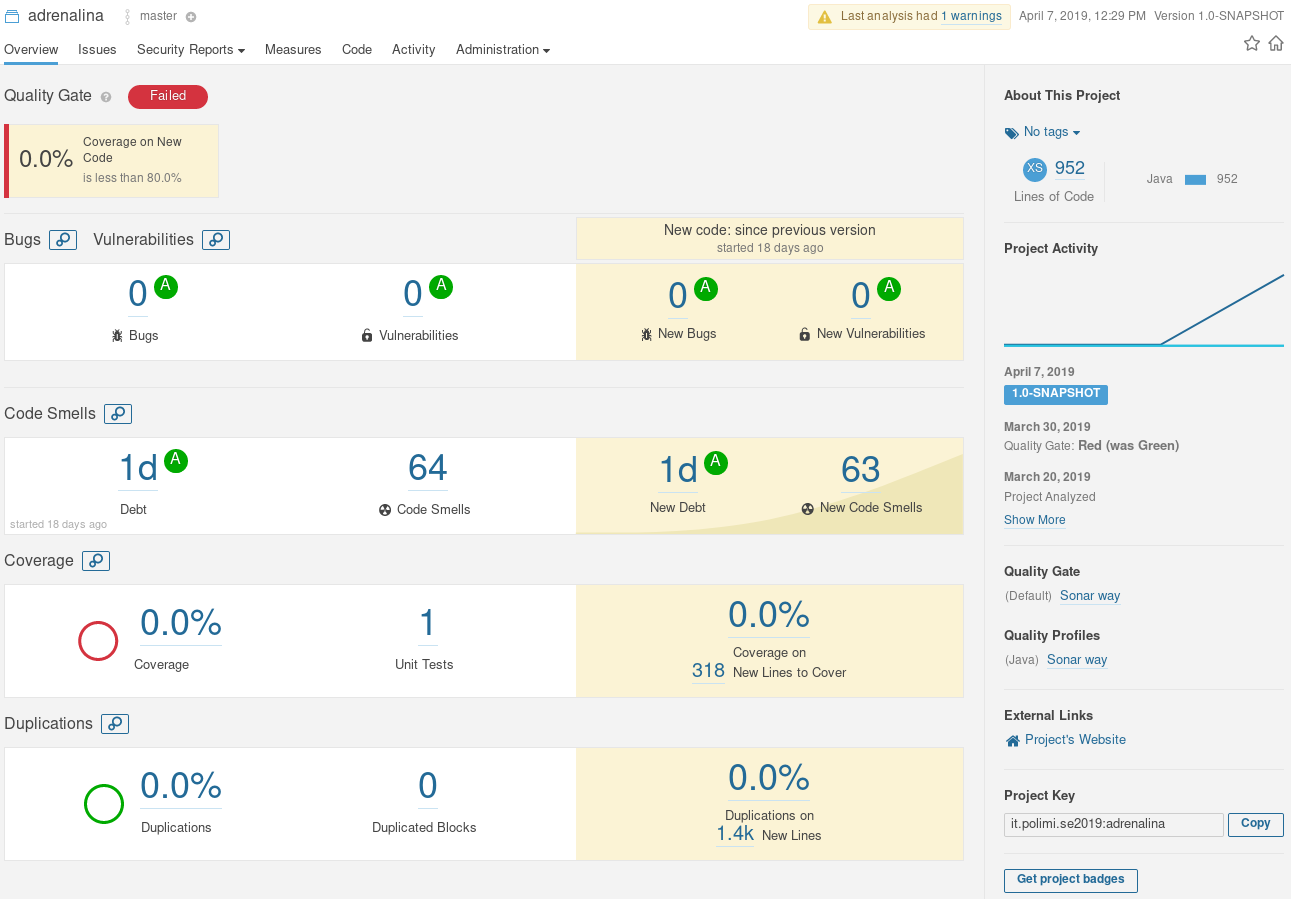 adrenalina master Last analysis had 1 warnings April 7, 2019, 12:29 PM Version 1.0-SNAPSHOT
Overview Issues Security Reports Measures Code Activity Administration
Quality Gate ? Failed
0.0% Coverage on New
Code
is less than 80.0%
Bugs Vulnerabilities
New code: since previous version
started 18 days ago
0 A 0 A 0 A 0 A
Bugs Vulnerabilities New Bugs New Vulnerabilities
Code Smells
1d A 64 1d A 63
Debt Code Smells New Debt New Code Smells
started 18 days ago
Coverage
0.0% 1 0.0%
Coverage Unit Tests Coverage on
318 New Lines to Cover
Duplications
0.0% 0 0.0%
Duplications Duplicated Blocks Duplications on
1.4k New Lines
About This Project
No tags
XS 952 Java 952
Lines of Code
Project Activity
April 7, 2019
1.0-SNAPSHOT
March 30, 2019
Quality Gate: Red (was Green)
March 20, 2019
Project Analyzed
Show More
Quality Gate
(Default) Sonar way
Quality Profiles
(Java) Sonar way
External Links
Project's Website
Project Key
it.polimi.se2019:adrenalina Copy
Get project badges